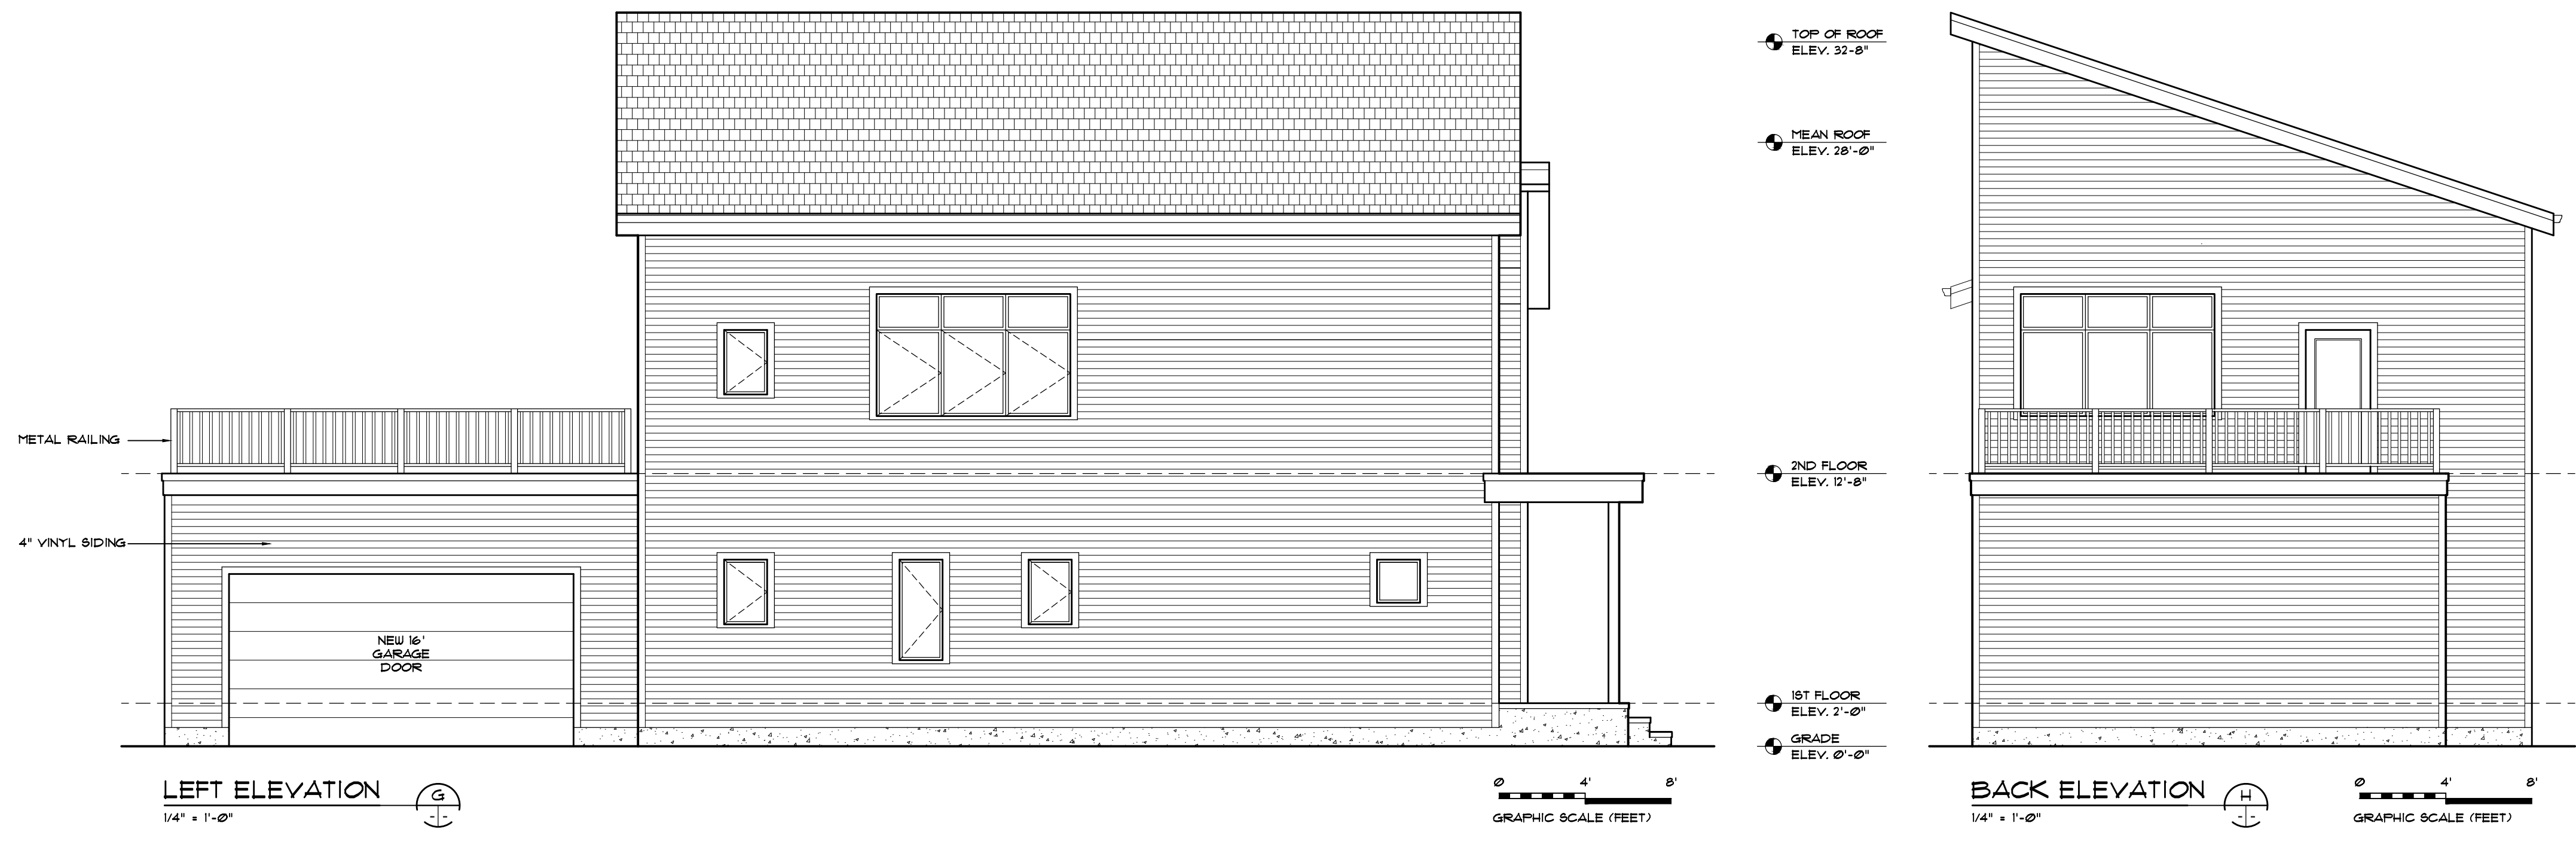 TOP OF ROOF
ELEV. 32-8"
MEAN ROOF
ELEV. 28'-0"
METAL RAILING
2ND FLOOR
ELEV. 12'-8"
4" VINYL SIDING
NEW 16'
GARAGE
DOOR
1ST FLOOR
ELEV. 2'-0"
GRADE
ELEV. 0'-0"
LEFT ELEVATION
G
--
1/4" = 1'-0"
0 4' 8'
GRAPHIC SCALE (FEET)
BACK ELEVATION
H
--
1/4" = 1'-0"
0 4' 8'
GRAPHIC SCALE (FEET)